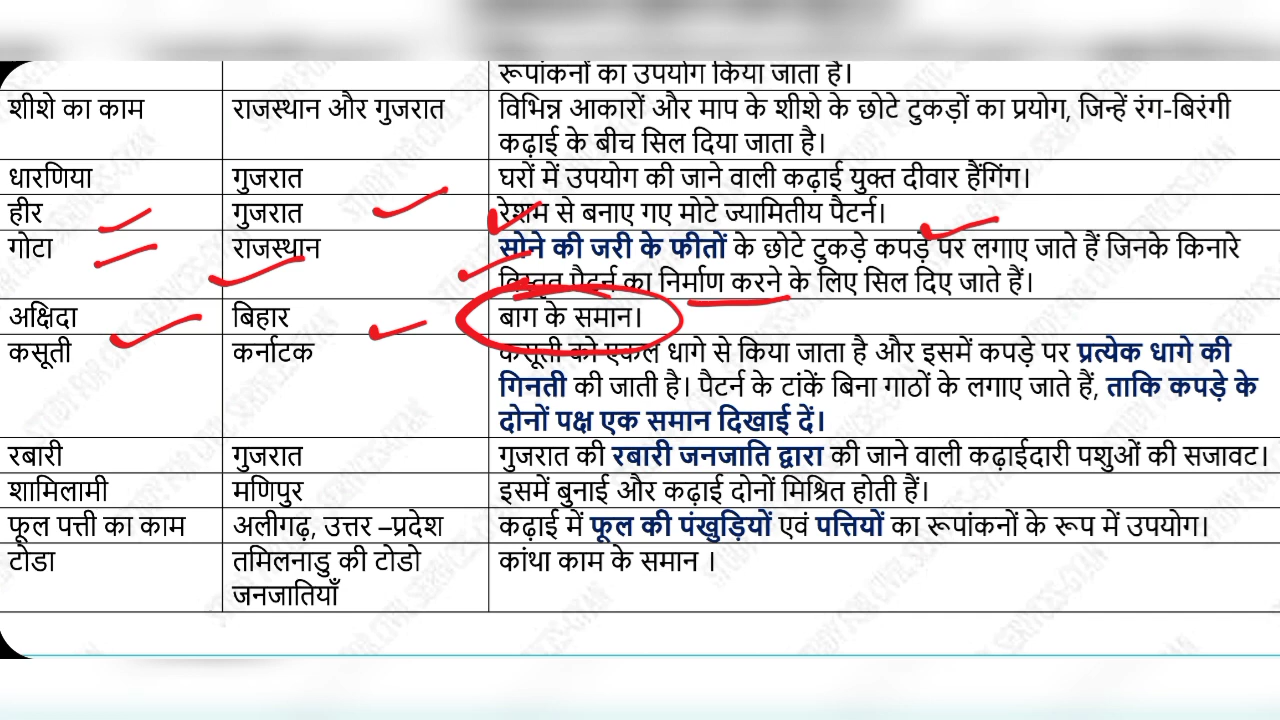 रूपांकनों का उपयोग किया जाता है।
शीशे का काम राजस्थान और गुजरात विभिन्न आकारों और माप के शीशे के छोटे टुकड़ों का प्रयोग, जिन्हें रंग-बिरंगी
कढ़ाई के बीच सिल दिया जाता है।
धारणिया गुजरात घरों में उपयोग की जाने वाली कढ़ाई युक्त दीवार हैंगिंग।
हीर गुजरात रेशम से बनाए गए मोटे ज्यामितीय पैटर्न।
गोटा राजस्थान सोने की जरी के फीतों के छोटे टुकड़े कपड़े पर लगाए जाते हैं जिनके किनारे
विस्तृत पैटर्न का निर्माण करने के लिए सिल दिए जाते हैं।
अक्षिदा बिहार बाग के समान।
कसूती कर्नाटक कसूती को एकल धागे से किया जाता है और इसमें कपड़े पर प्रत्येक धागे की
गिनती की जाती है। पैटर्न के टांकें बिना गाठों के लगाए जाते हैं, ताकि कपड़े के
दोनों पक्ष एक समान दिखाई दें।
रबारी गुजरात गुजरात की रबारी जनजाति द्वारा की जाने वाली कढ़ाईदारी पशुओं की सजावट।
शामिलामी मणिपुर इसमें बुनाई और कढ़ाई दोनों मिश्रित होती हैं।
फूल पत्ती का काम अलीगढ़, उत्तर –प्रदेश कढ़ाई में फूल की पंखुड़ियों एवं पत्तियों का रूपांकनों के रूप में उपयोग।
टोडा तमिलनाडु की टोडो कांथा काम के समान ।
जनजातियाँ